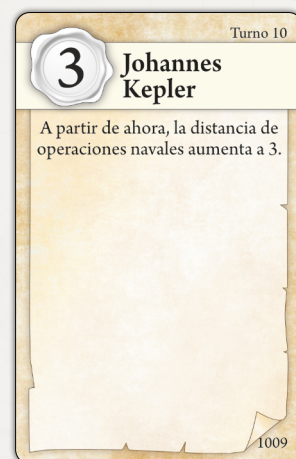 Turno 10
3
Johannes
Kepler
A partir de ahora, la distancia de
operaciones navales aumenta a 3.
1009